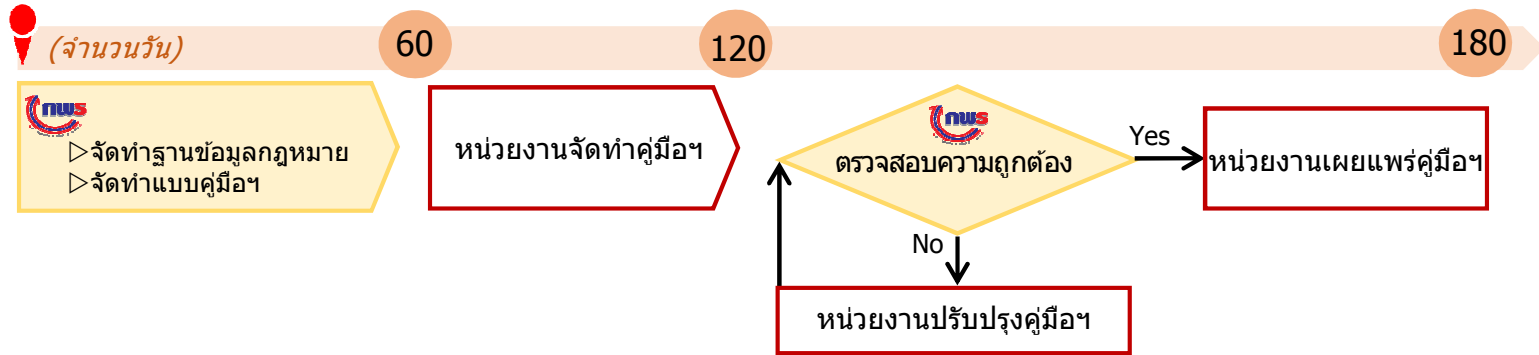 (จำนวนวัน)
60
120
180
กพร
▷จัดทำฐานข้อมูลกฎหมาย
▷จัดทำแบบคู่มือฯ
หน่วยงานจัดทำคู่มือฯ
กพร
ตรวจสอบความถูกต้อง
Yes
หน่วยงานเผยแพร่คู่มือฯ
No
หน่วยงานปรับปรุงคู่มือฯ